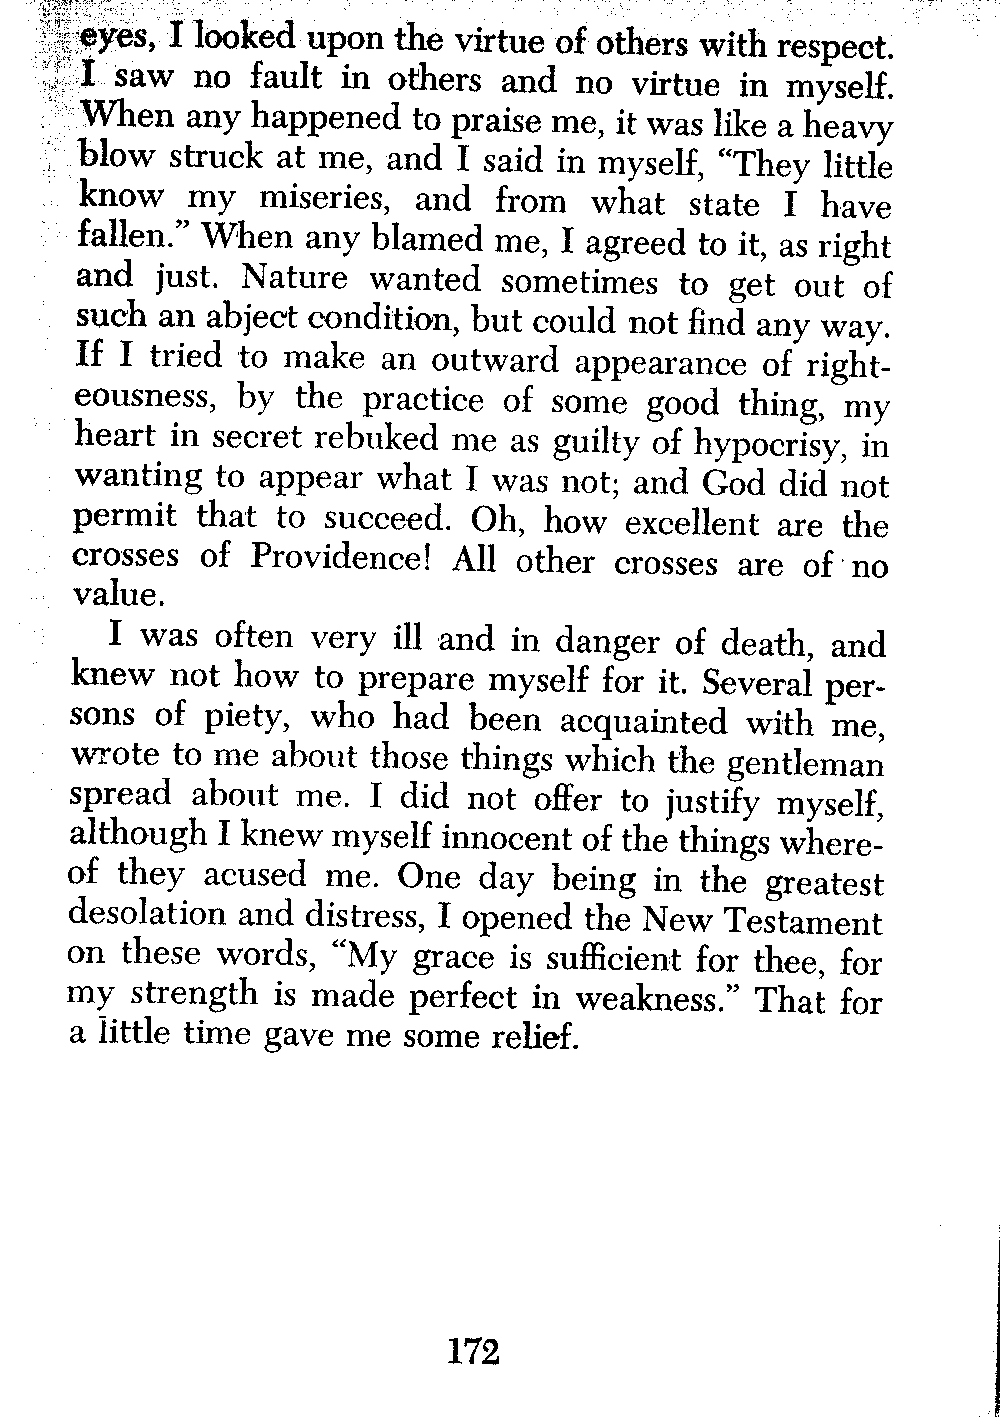 eyes, I looked upon the virtue of others with respect.
I saw no fault in others and no virtue in myself.
When any happened to praise me, it was like a heavy
blow struck at me, and I said in myself, “They little
know my miseries, and from what state I have
fallen.” When any blamed me, I agreed to it, as right
and just. Nature wanted sometimes to get out of
such an abject condition, but could not find any way.
If I tried to make an outward appearance of right-
eousness, by the practice of some good thing, my
heart in secret rebuked me as guilty of hypocrisy, in
wanting to appear what I was not; and God did not
permit that to succeed. Oh, how excellent are the
crosses of Providence! All other crosses are of no
value.
I was often very ill and in danger of death, and
knew not how to prepare myself for it. Several per-
sons of piety, who had been acquainted with me,
wrote to me about those things which the gentleman
spread about me. I did not offer to justify myself,
although I knew myself innocent of the things where-
of they acused me. One day being in the greatest
desolation and distress, I opened the New Testament
on these words, “My grace is sufficient for thee, for
my strength is made perfect in weakness.” That for
a little time gave me some relief.
172